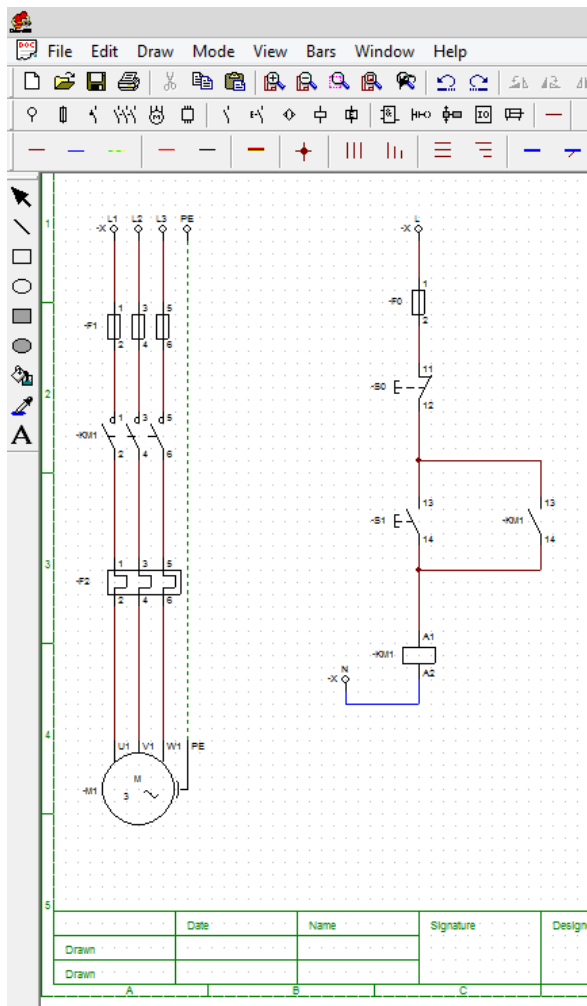 DOC
File Edit Draw Mode View Bars Window Help
L1 L2 L3 PE
-X
L
-X
1
1 3 5
-F1
2 4 6
1
-F0
2
11
-S0
12
2
1 3 5
-KM1
2 4 6
13 13
-S1 -KM1
14 14
3
1 3 5
-F2
2 4 6
A1
-KM1
A2
N
-X
4
U1 V1 W1 PE
M
-M1
3
A
5
Date Name Signature Design
Drawn
Drawn
A B C